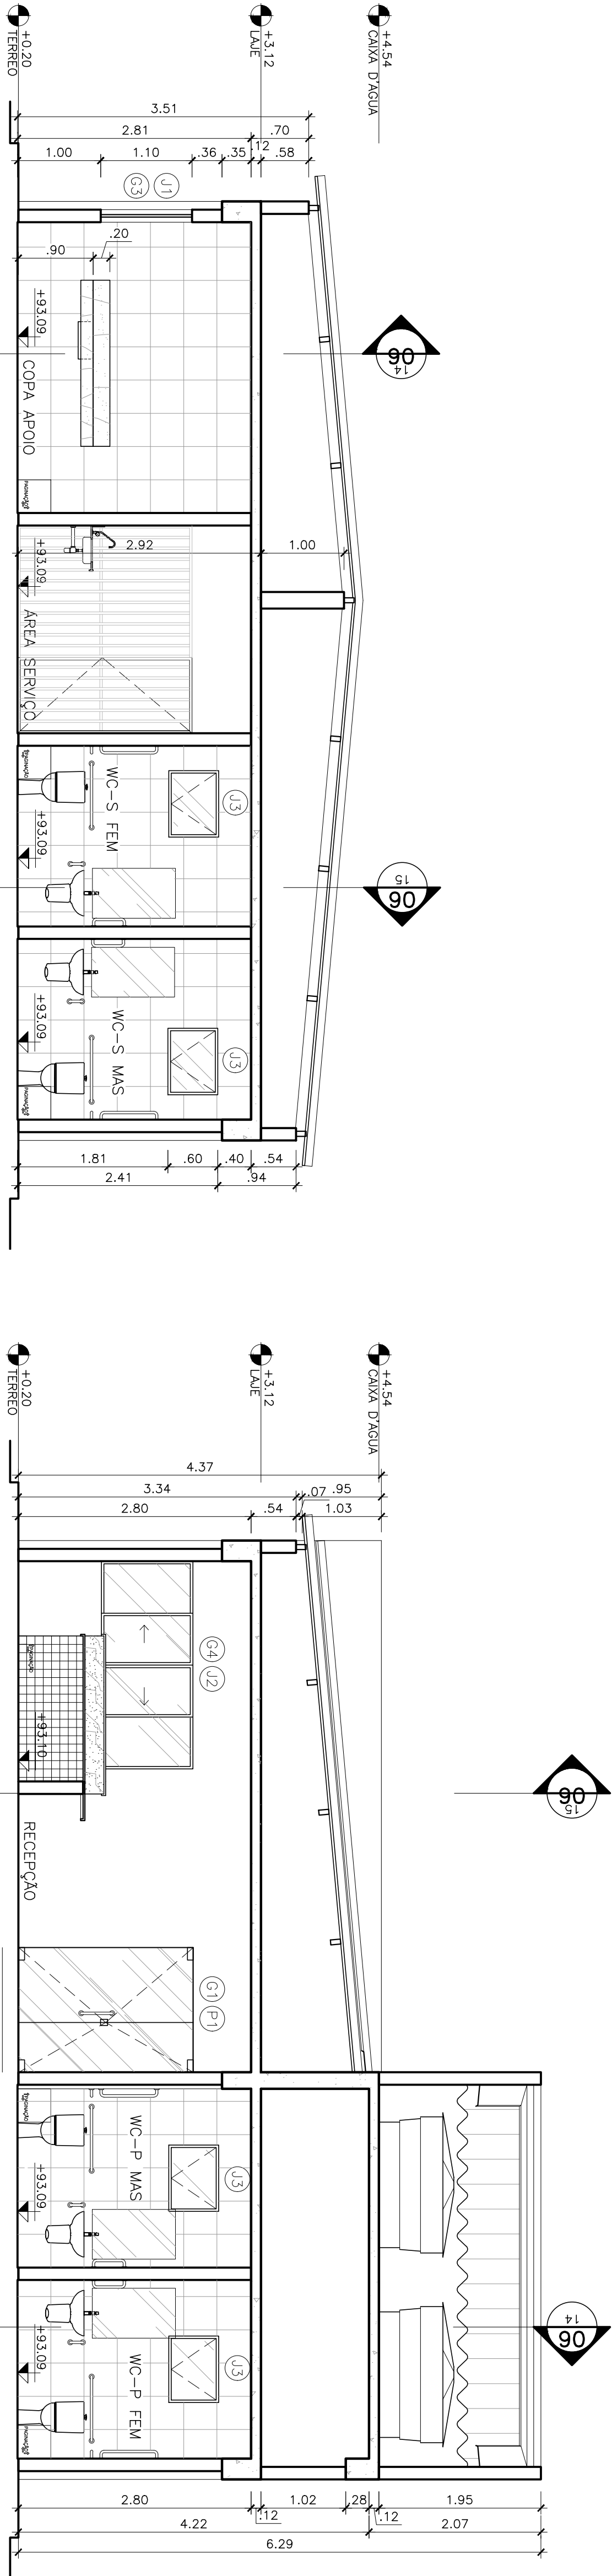 +4.54
CAIXA D'AGUA
+3.12
LAJE
+0.20
TERREO
3.51
2.81
.70
1.00
1.10
.36
.35
.12
.58
J1
G3
.20
.90
+93.09
COPA APOIO
PAGINAÇÃO
06
14
2.92
1.00
+93.09
ÁREA SERVIÇO
J3
WC-S FEM
+93.09
PAGINAÇÃO
06
15
WC-S MAS
J3
+93.09
PAGINAÇÃO
1.81
.60
.40
.54
2.41
.94
+4.54
CAIXA D'AGUA
+3.12
LAJE
+0.20
TERREO
4.37
3.34
.07
.95
2.80
.54
1.03
G4
J2
PAGINAÇÃO
+93.10
RECEPÇÃO
06
15
G1
P1
WC-P MAS
J3
+93.09
PAGINAÇÃO
WC-P FEM
J3
+93.09
PAGINAÇÃO
06
14
2.80
.12
1.02
.28
.12
1.95
4.22
2.07
6.29